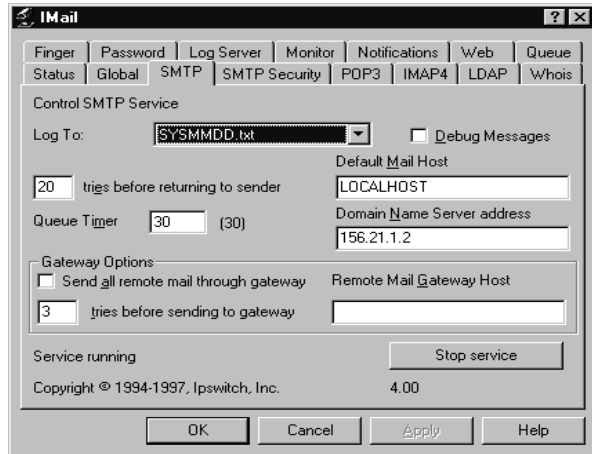 IMail
Finger Password Log Server Monitor Notifications Web Queue
Status Global SMTP SMTP Security POP3 IMAP4 LDAP Whois
Control SMTP Service
Log To: SYSMMDD.txt Debug Messages
Default Mail Host
20 tries before returning to sender LOCALHOST
Queue Timer 30 (30) Domain Name Server address
156.21.1.2
Gateway Options
Send all remote mail through gateway Remote Mail Gateway Host
3 tries before sending to gateway
Service running Stop service
Copyright © 1994-1997, Ipswitch, Inc. 4.00
OK Cancel Apply Help